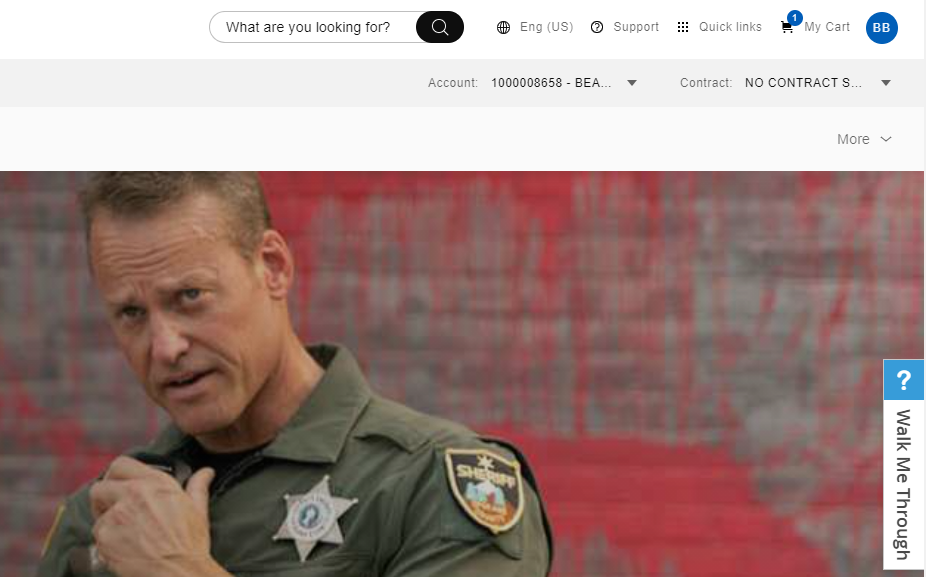 What are you looking for?
Eng (US)
Support
Quick links
1
My Cart
BB
Account:
1000008658 - BEA...
Contract:
NO CONTRACT S...
More
SHERIFF
?
Walk Me Through